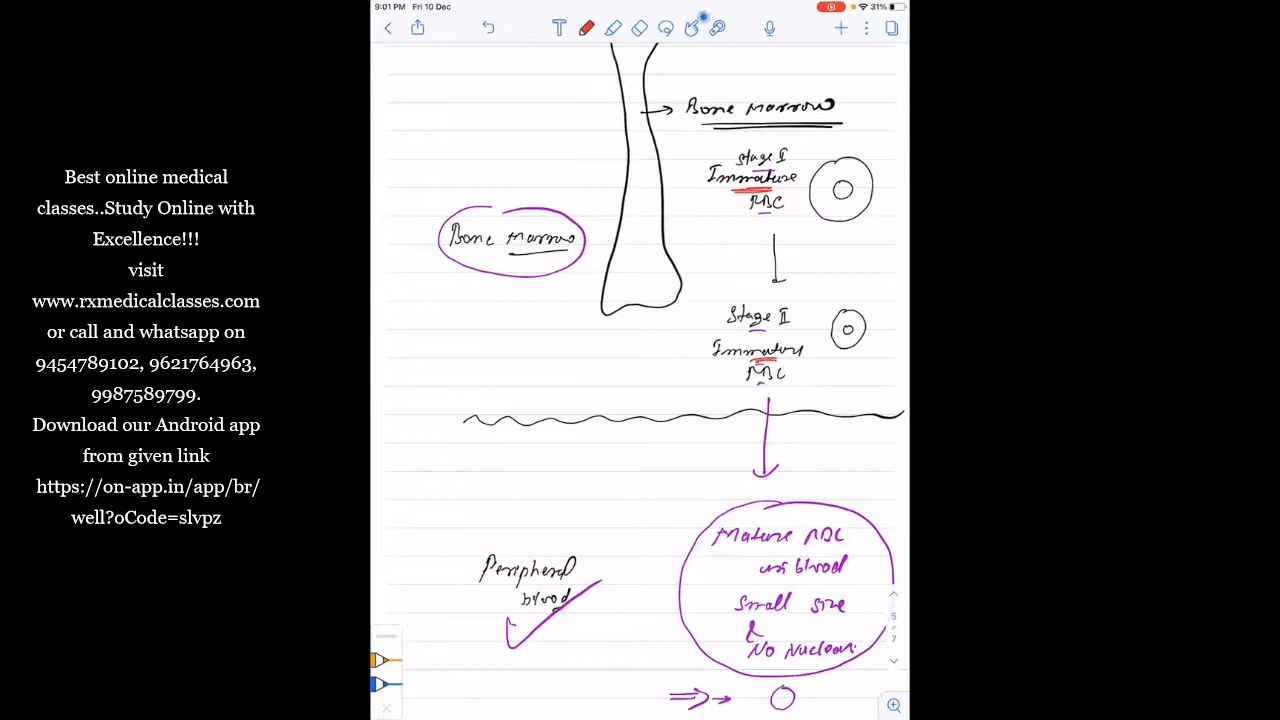 9:01 PM Fri 10 Dec
31%
Best online medical
classes..Study Online with
Excellence!!!
visit
www.rxmedicalclasses.com
or call and whatsapp on
9454789102, 9621764963,
9987589799.
Download our Android app
from given link
https://on-app.in/app/br/
well?oCode=slvpz
Bone marrow
Stage I
Immature
RBC
Bone marrow
Stage II
Immature
RBC
Mature RBC
in blood
Small size
&
No Nucleus
Peripheral
blood
5
7